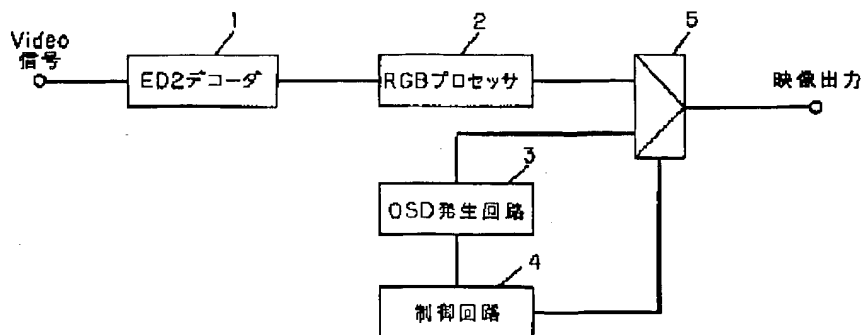 Video
信号
1
ED2デコーダ
2
RGBプロセッサ
5
映像出力
3
OSD発生回路
4
制御回路